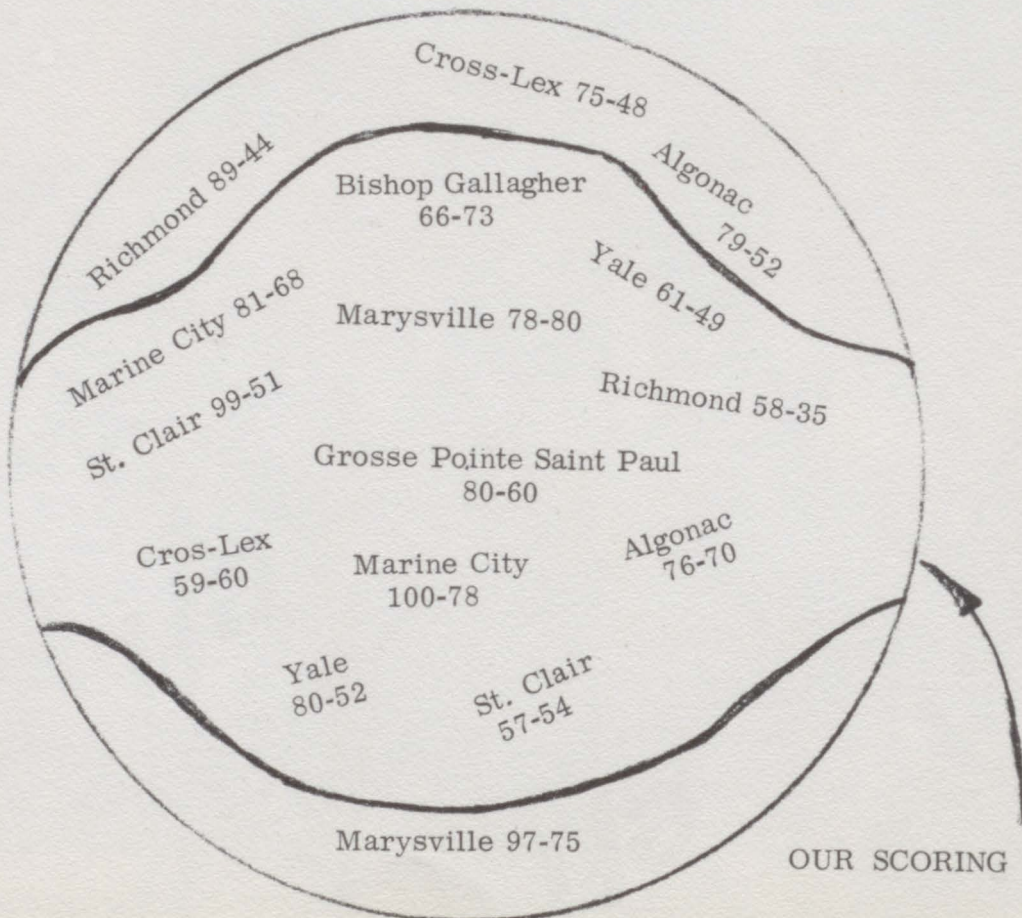 Cross-Lex 75-48
Richmond 89-44
Algonac
79-52
Bishop Gallagher
66-73
Yale 61-49
Marine City 81-68
Marysville 78-80
St. Clair 99-51
Richmond 58-35
Grosse Pointe Saint Paul
80-60
Cros-Lex
59-60
Marine City
100-78
Algonac
76-70
Yale
80-52
St. Clair
57-54
Marysville 97-75
OUR SCORING